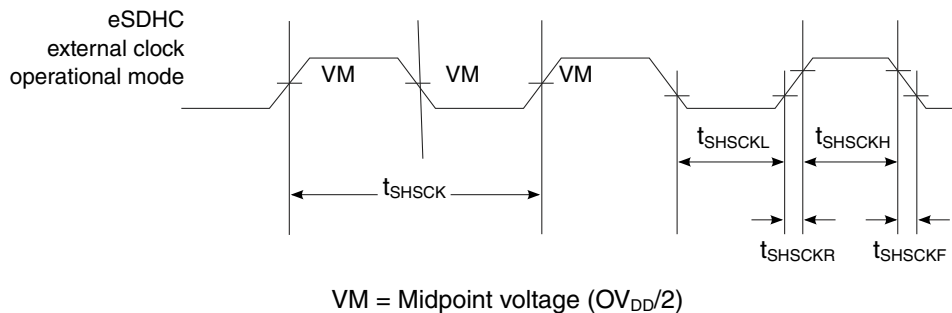 eSDHC
external clock
operational mode
VM VM VM
tSHSCKL tSHSCKH
tSHSCK
tSHSCKR tSHSCKF
VM = Midpoint voltage (OVDD/2)